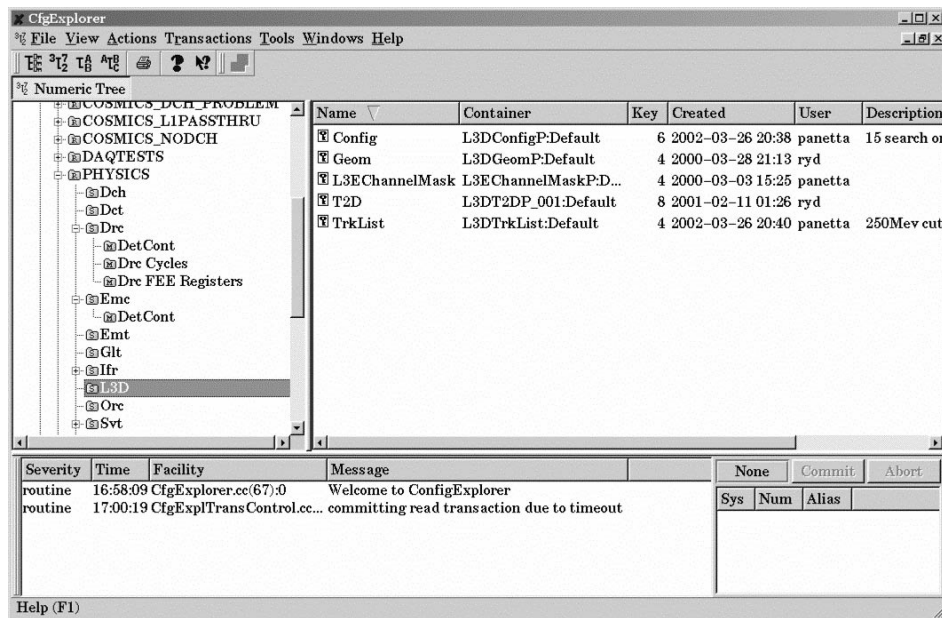 CfgExplorer
File View Actions Transactions Tools Windows Help
Numeric Tree
COSMICS_DCH_PROBLEM
COSMICS_L1PASSTHRU
COSMICS_NODCH
DAQTESTS
PHYSICS
Dch
Dct
Drc
DetCont
Drc Cycles
Drc FEE Registers
Emc
DetCont
Emt
Glt
Ifr
L3D
Orc
Svt
Name Container Key Created User Description
Config L3DConfigP:Default 6 2002-03-26 20:38 panetta 15 search on
Geom L3DGeomP:Default 4 2000-03-28 21:13 ryd
L3EChannelMask L3EChannelMaskP:D... 4 2000-03-03 15:25 panetta
T2D L3DT2DP_001:Default 8 2001-02-11 01:26 ryd
TrkList L3DTrkList:Default 4 2002-03-26 20:40 panetta 250Mev cut
Severity Time Facility Message
routine 16:58:09 CfgExplorer.cc(67):0 Welcome to ConfigExplorer
routine 17:00:19 CfgExplTransControl.cc... committing read transaction due to timeout
None Commit Abort
Sys Num Alias
Help (F1)